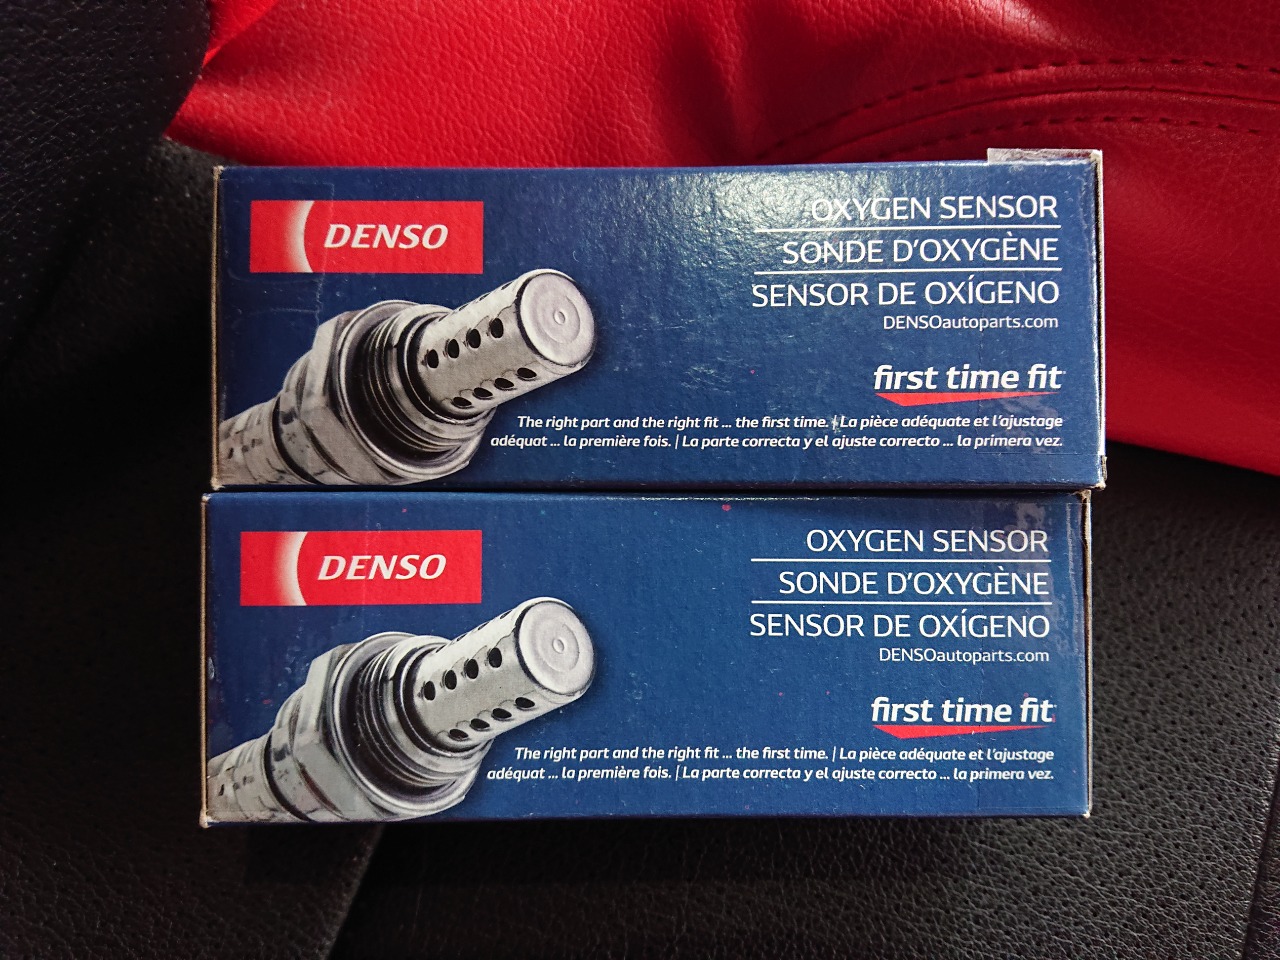 DENSO
OXYGEN SENSOR
SONDE D'OXYGÈNE
SENSOR DE OXÍGENO
DENSOautoparts.com
first time fit
The right part and the right fit ... the first time. | La pièce adéquate et l'ajustage
adéquat ... la première fois. | La parte correcta y el ajuste correcto ... la primera vez.
DENSO
OXYGEN SENSOR
SONDE D'OXYGÈNE
SENSOR DE OXÍGENO
DENSOautoparts.com
first time fit
The right part and the right fit ... the first time. | La pièce adéquate et l'ajustage
adéquat ... la première fois. | La parte correcta y el ajuste correcto ... la primera vez.